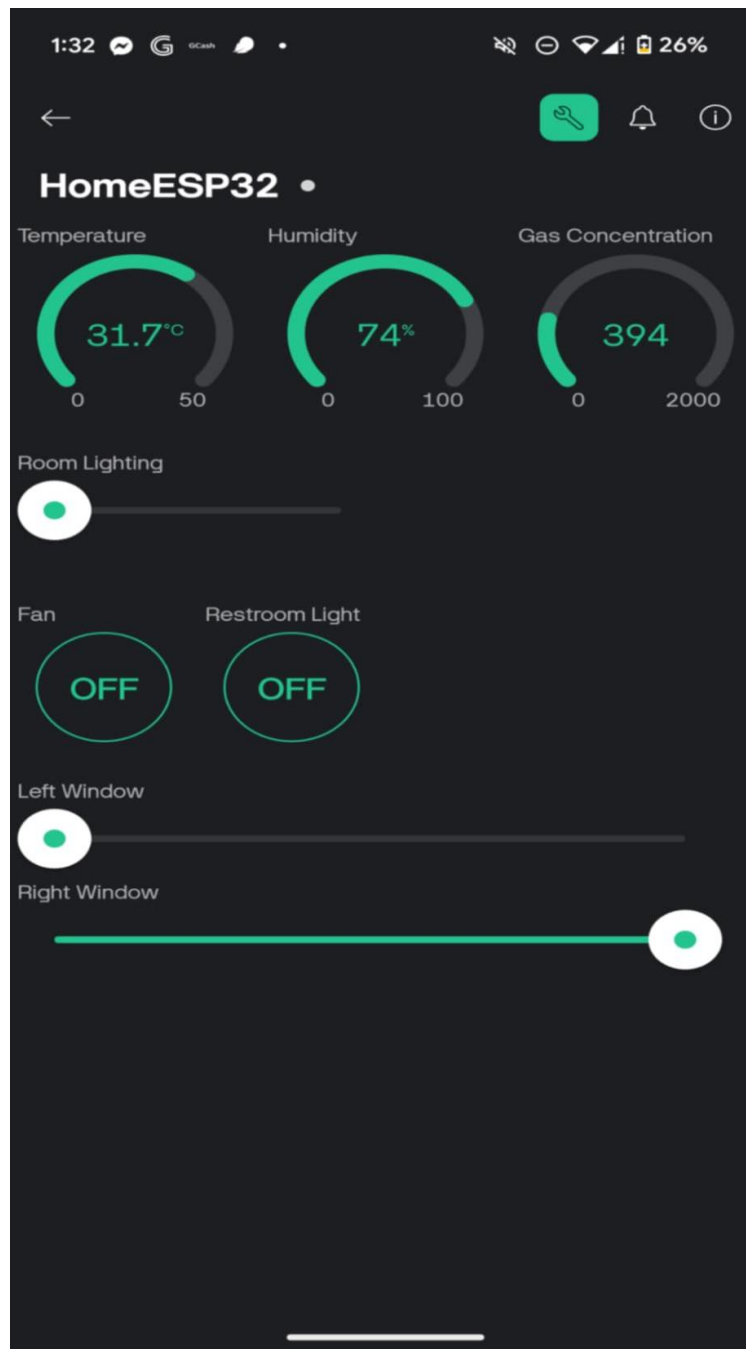 1:32 GCash 26%
HomeESP32
Temperature Humidity Gas Concentration
31.7°C 74% 394
0 50 0 100 0 2000
Room Lighting
Fan Restroom Light
OFF OFF
Left Window
Right Window